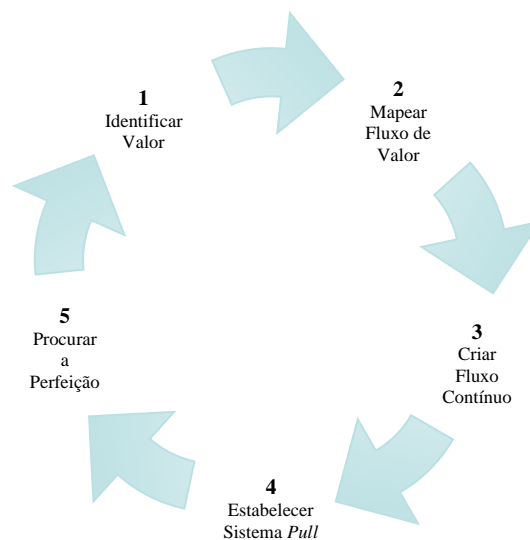 1
Identificar
Valor
2
Mapear
Fluxo de
Valor
3
Criar
Fluxo
Contínuo
4
Estabelecer
Sistema Pull
5
Procurar
a
Perfeição